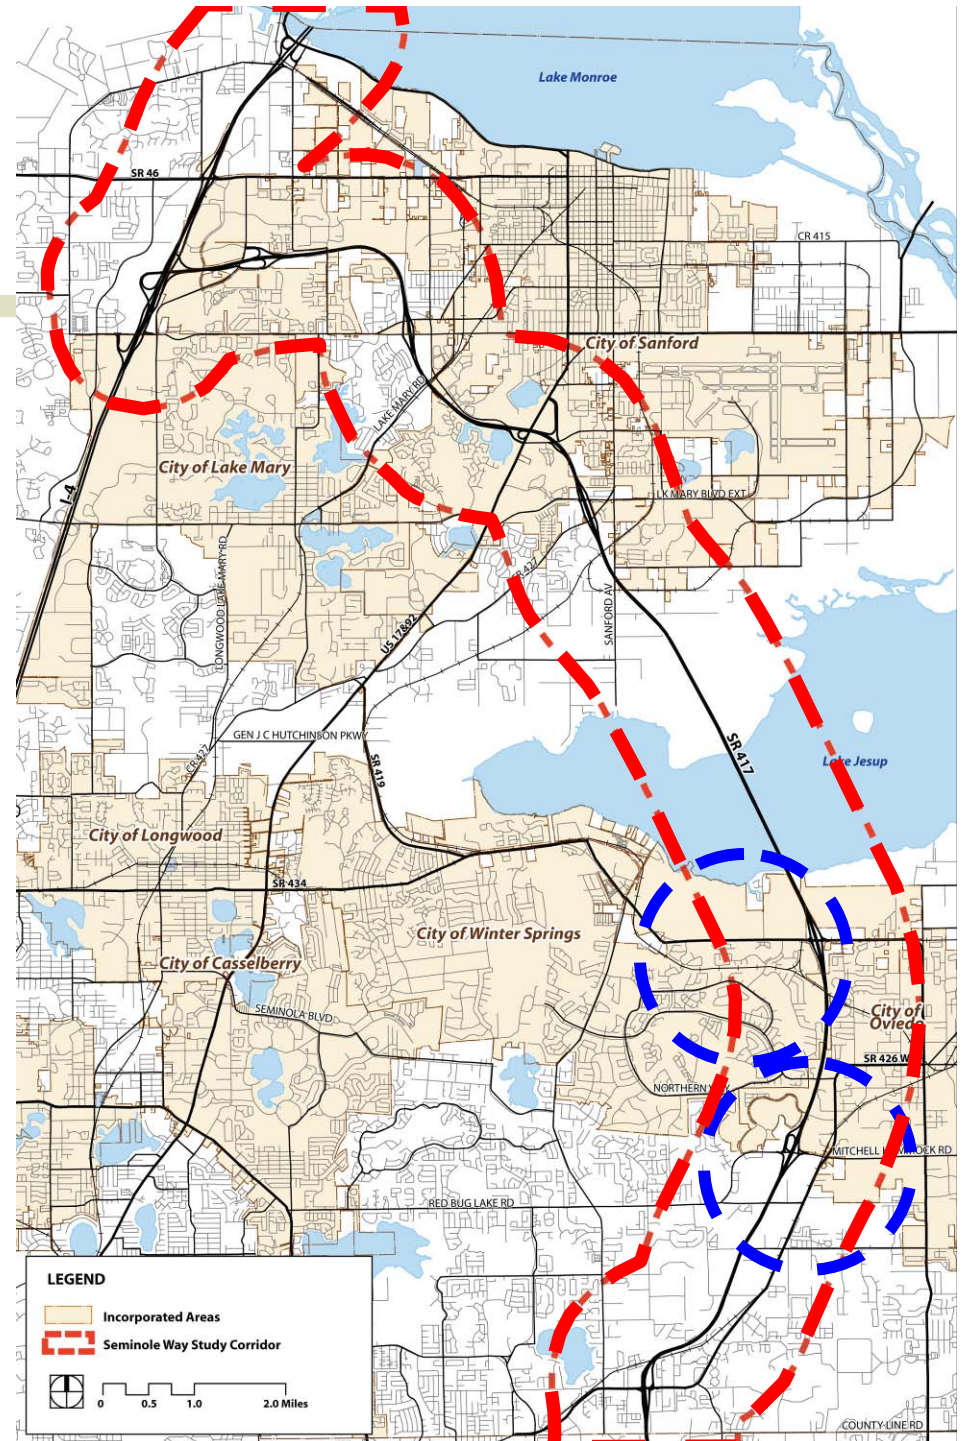 Lake Monroe
SR 46
CR 415
City of Sanford
LAKE MARY RD
City of Lake Mary
I-4
LK MARY BLVD EXT
LONGWOOD LAKE MARY RD
CR 427
SANFORD AV
US 17&92
GEN J C HUTCHINSON PKWY
SR 417
CR 427
SR 419
Lake Jesup
City of Longwood
SR 434
City of Winter Springs
City of Casselberry
SEMINOLA BLVD
City of
Oviedo
SR 426 W
NORTHERN
MITCHELL HAMMOCK RD
RED BUG LAKE RD
LEGEND
Incorporated Areas
Seminole Way Study Corridor
0 0.5 1.0 2.0 Miles
COUNTY-LINE RD